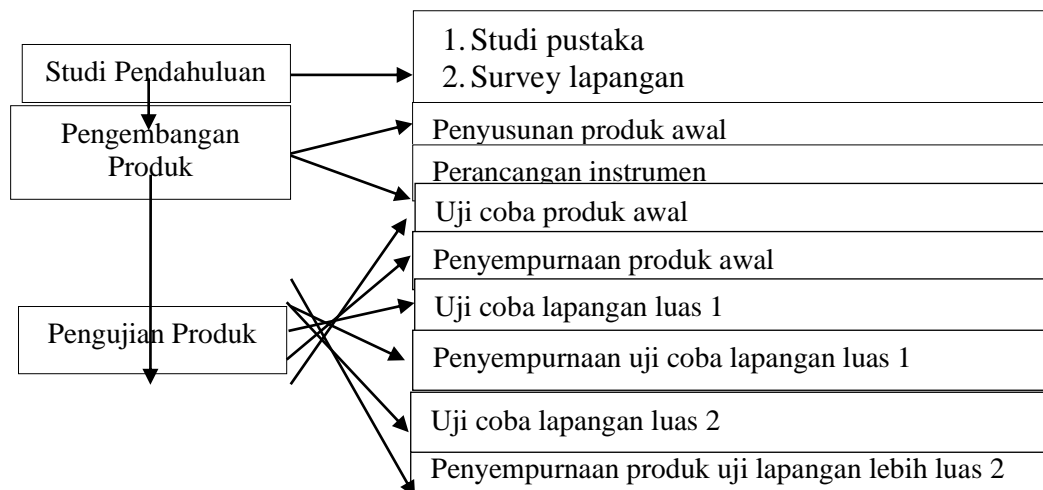 Studi Pendahuluan
1. Studi pustaka
2. Survey lapangan
Pengembangan
Produk
Penyusunan produk awal
Perancangan instrumen
Uji coba produk awal
Penyempurnaan produk awal
Pengujian Produk
Uji coba lapangan luas 1
Penyempurnaan uji coba lapangan luas 1
Uji coba lapangan luas 2
Penyempurnaan produk uji lapangan lebih luas 2